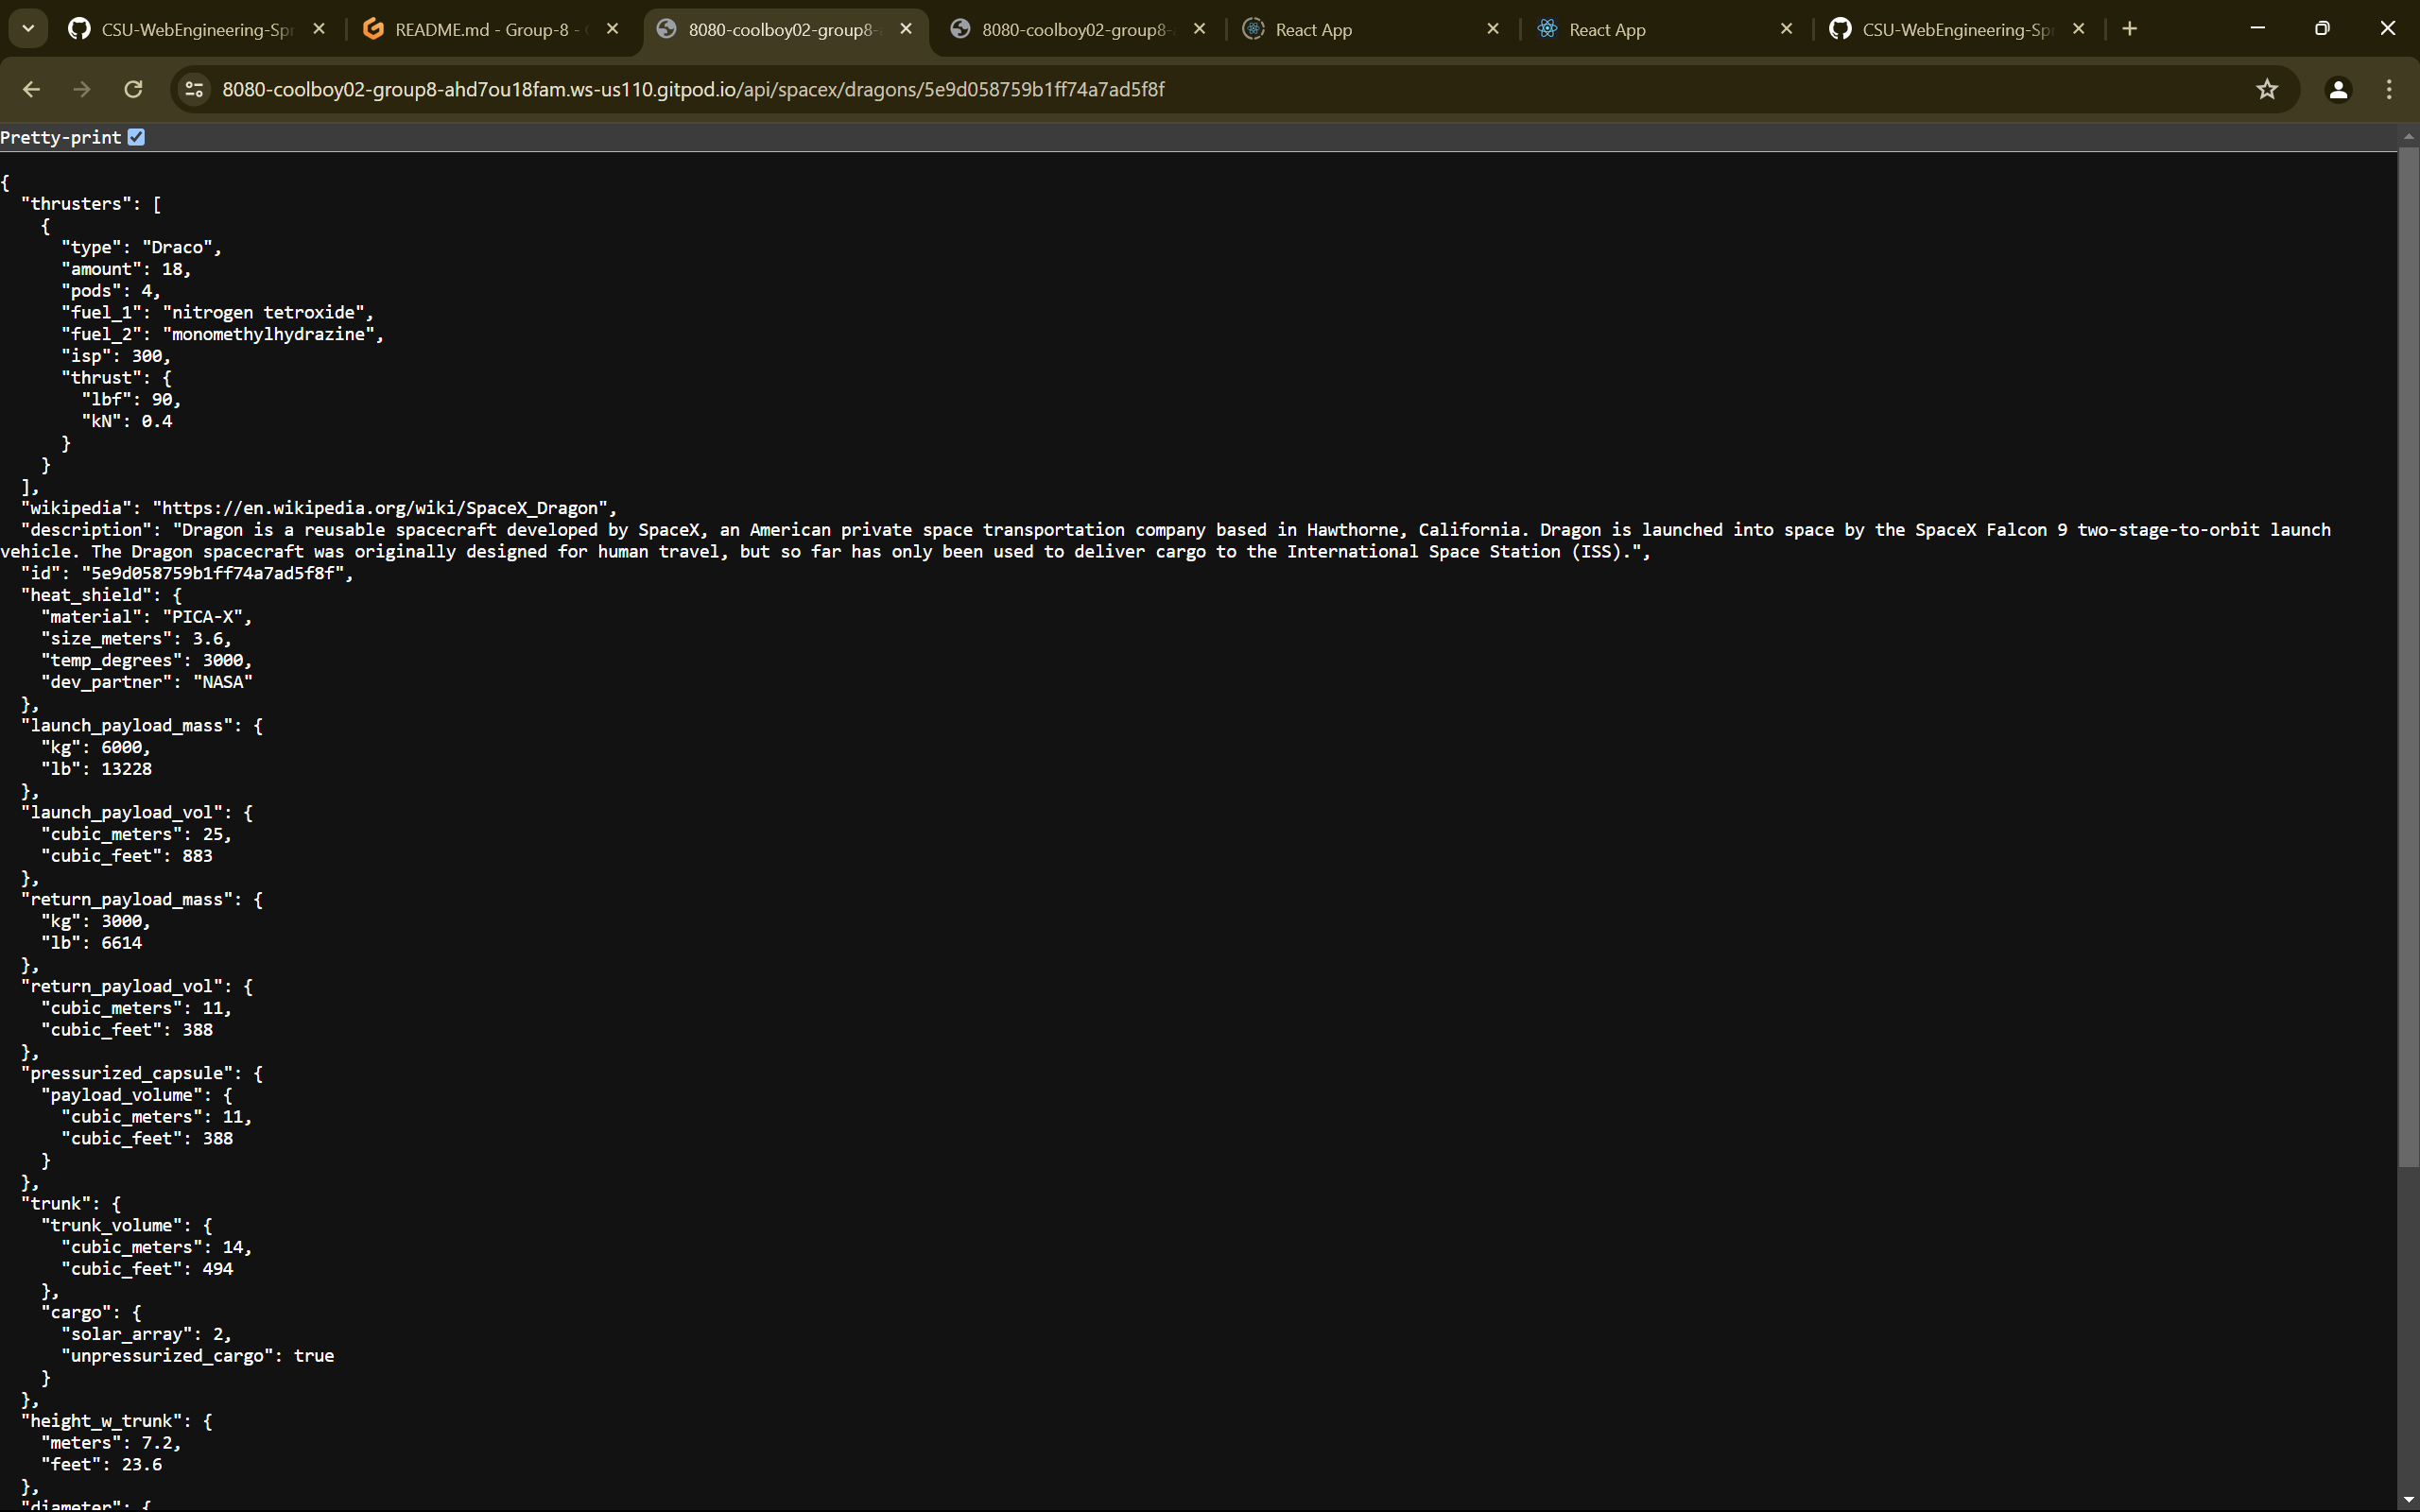 CSU-WebEngineering-Spr
README.md - Group-8 -
8080-coolboy02-group8-
8080-coolboy02-group8-
React App
React App
CSU-WebEngineering-Spr
8080-coolboy02-group8-ahd7ou18fam.ws-us110.gitpod.io/api/spacex/dragons/5e9d058759b1ff74a7ad5f8f
Pretty-print
{
  "thrusters": [
    {
      "type": "Draco",
      "amount": 18,
      "pods": 4,
      "fuel_1": "nitrogen tetroxide",
      "fuel_2": "monomethylhydrazine",
      "isp": 300,
      "thrust": {
        "lbf": 90,
        "kN": 0.4
      }
    }
  ],
  "wikipedia": "https://en.wikipedia.org/wiki/SpaceX_Dragon",
  "description": "Dragon is a reusable spacecraft developed by SpaceX, an American private space transportation company based in Hawthorne, California. Dragon is launched into space by the SpaceX Falcon 9 two-stage-to-orbit launch
vehicle. The Dragon spacecraft was originally designed for human travel, but so far has only been used to deliver cargo to the International Space Station (ISS).",
  "id": "5e9d058759b1ff74a7ad5f8f",
  "heat_shield": {
    "material": "PICA-X",
    "size_meters": 3.6,
    "temp_degrees": 3000,
    "dev_partner": "NASA"
  },
  "launch_payload_mass": {
    "kg": 6000,
    "lb": 13228
  },
  "launch_payload_vol": {
    "cubic_meters": 25,
    "cubic_feet": 883
  },
  "return_payload_mass": {
    "kg": 3000,
    "lb": 6614
  },
  "return_payload_vol": {
    "cubic_meters": 11,
    "cubic_feet": 388
  },
  "pressurized_capsule": {
    "payload_volume": {
      "cubic_meters": 11,
      "cubic_feet": 388
    }
  },
  "trunk": {
    "trunk_volume": {
      "cubic_meters": 14,
      "cubic_feet": 494
    },
    "cargo": {
      "solar_array": 2,
      "unpressurized_cargo": true
    }
  },
  "height_w_trunk": {
    "meters": 7.2,
    "feet": 23.6
  },
  "diameter": {